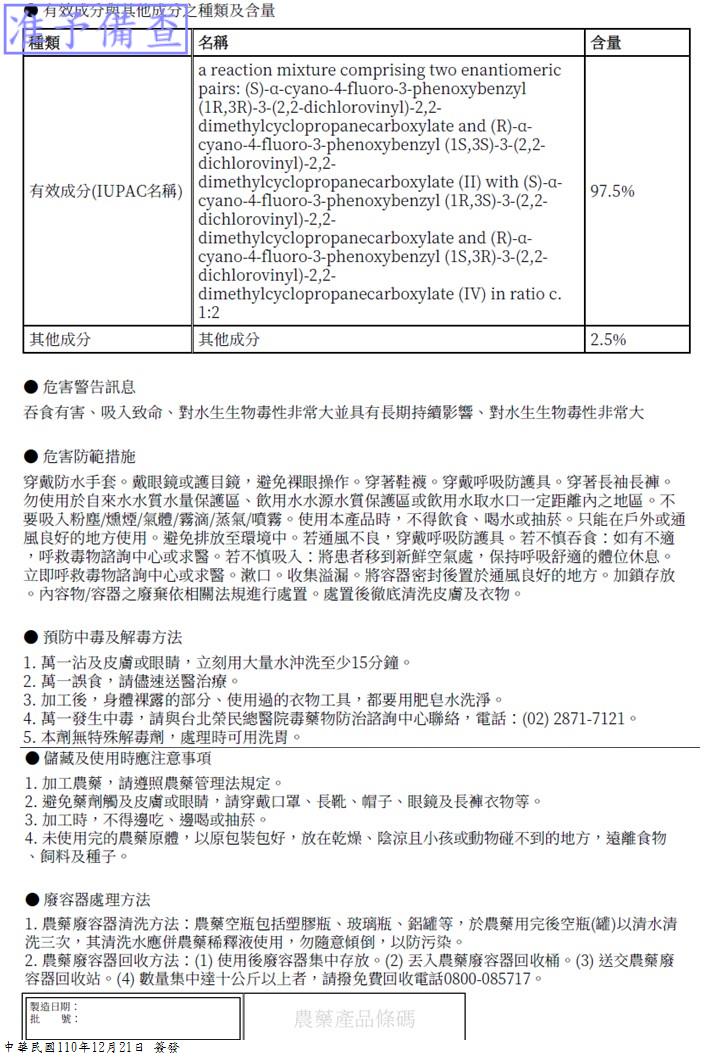 ● 有效成分與其他成分之種類及含量
准予備查
種類 名稱 含量
有效成分(IUPAC名稱) a reaction mixture comprising two enantiomeric
pairs: (S)-α-cyano-4-fluoro-3-phenoxybenzyl
(1R,3R)-3-(2,2-dichlorovinyl)-2,2-
dimethylcyclopropanecarboxylate and (R)-α-
cyano-4-fluoro-3-phenoxybenzyl (1S,3S)-3-(2,2-
dichlorovinyl)-2,2-
dimethylcyclopropanecarboxylate (II) with (S)-α-
cyano-4-fluoro-3-phenoxybenzyl (1R,3S)-3-(2,2-
dichlorovinyl)-2,2-
dimethylcyclopropanecarboxylate and (R)-α-
cyano-4-fluoro-3-phenoxybenzyl (1S,3R)-3-(2,2-
dichlorovinyl)-2,2-
dimethylcyclopropanecarboxylate (IV) in ratio c.
1:2
97.5%
其他成分 其他成分 2.5%
● 危害警告訊息
吞食有害、吸入致命、對水生生物毒性非常大並具有長期持續影響、對水生生物毒性非常大
● 危害防範措施
穿戴防水手套。戴眼鏡或護目鏡，避免裸眼操作。穿著鞋襪。穿戴呼吸防護具。穿著長袖長褲。
勿使用於自來水水質水量保護區、飲用水水源水質保護區或飲用水取水口一定距離內之地區。不
要吸入粉塵/燻煙/氣體/霧滴/蒸氣/噴霧。使用本產品時，不得飲食、喝水或抽菸。只能在戶外或通
風良好的地方使用。避免排放至環境中。若通風不良，穿戴呼吸防護具。若不慎吞食：如有不適
，呼救毒物諮詢中心或求醫。若不慎吸入：將患者移到新鮮空氣處，保持呼吸舒適的體位休息。
立即呼救毒物諮詢中心或求醫。漱口。收集溢漏。將容器密封後置於通風良好的地方。加鎖存放
。內容物/容器之廢棄依相關法規進行處置。處置後徹底清洗皮膚及衣物。
● 預防中毒及解毒方法
1. 萬一沾及皮膚或眼睛，立刻用大量水沖洗至少15分鐘。
2. 萬一誤食，請儘速送醫治療。
3. 加工後，身體裸露的部分、使用過的衣物工具，都要用肥皂水洗淨。
4. 萬一發生中毒，請與台北榮民總醫院毒藥物防治諮詢中心聯絡，電話：(02) 2871-7121。
5. 本劑無特殊解毒劑，處理時可用洗胃。
● 儲藏及使用時應注意事項
1. 加工農藥，請遵照農藥管理法規定。
2. 避免藥劑觸及皮膚或眼睛，請穿戴口罩、長靴、帽子、眼鏡及長褲衣物等。
3. 加工時，不得邊吃、邊喝或抽菸。
4. 未使用完的農藥原體，以原包裝包好，放在乾燥、陰涼且小孩或動物碰不到的地方，遠離食物
、飼料及種子。
● 廢容器處理方法
1. 農藥廢容器清洗方法：農藥空瓶包括塑膠瓶、玻璃瓶、鋁罐等，於農藥用完後空瓶(罐)以清水清
洗三次，其清洗水應併農藥稀釋液使用，勿隨意傾倒，以防污染。
2. 農藥廢容器回收方法：(1) 使用後廢容器集中存放。(2) 丟入農藥廢容器回收桶。(3) 送交農藥廢
容器回收站。(4) 數量集中達十公斤以上者，請撥免費回收電話0800-085717。
製造日期：
批　號：
農藥產品條碼
中華民國110年12月21日 簽發